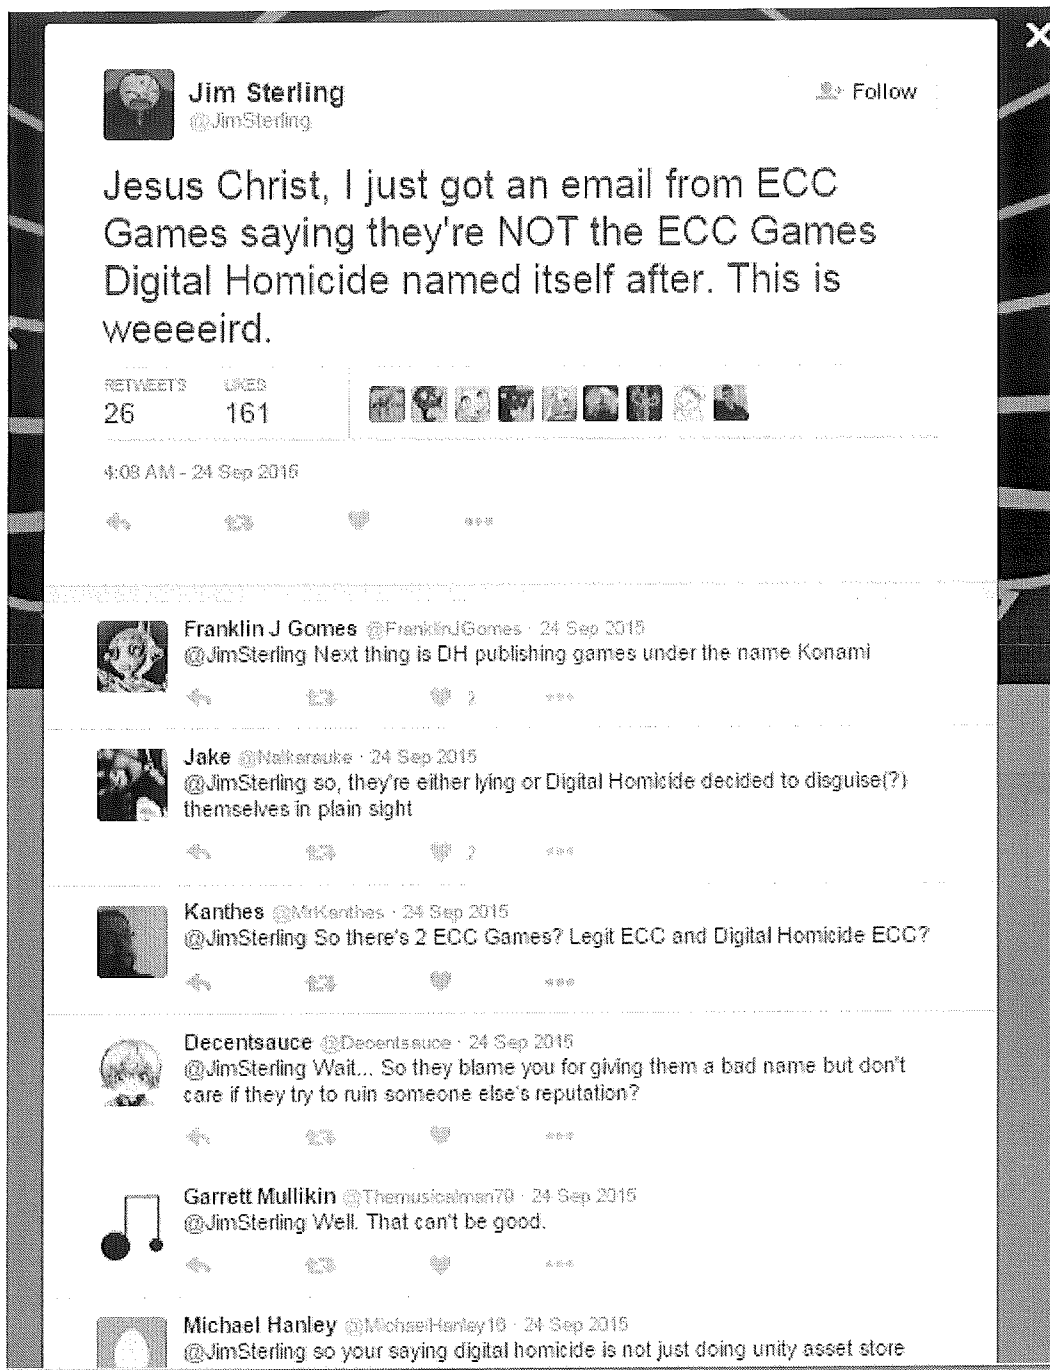 Jim Sterling
@JimSterling
Follow
Jesus Christ, I just got an email from ECC
Games saying they're NOT the ECC Games
Digital Homicide named itself after. This is
weeeeird.
RETWEETS LIKES
26 161
4:08 AM - 24 Sep 2015
Franklin J Gomes @FranklinJGomes · 24 Sep 2015
@JimSterling Next thing is DH publishing games under the name Konami
2
Jake · 24 Sep 2015
@JimSterling so, they're either lying or Digital Homicide decided to disguise(?)
themselves in plain sight
2
Kanthes @MrKanthes · 24 Sep 2015
@JimSterling So there's 2 ECC Games? Legit ECC and Digital Homicide ECC?
Decentsauce @Decentsauce · 24 Sep 2015
@JimSterling Wait... So they blame you for giving them a bad name but don't
care if they try to ruin someone else's reputation?
Garrett Mullikin @Themusicalman70 · 24 Sep 2015
@JimSterling Well. That can't be good.
Michael Hanley @MichaelHanley16 · 24 Sep 2015
@JimSterling so your saying digital homicide is not just doing unity asset store